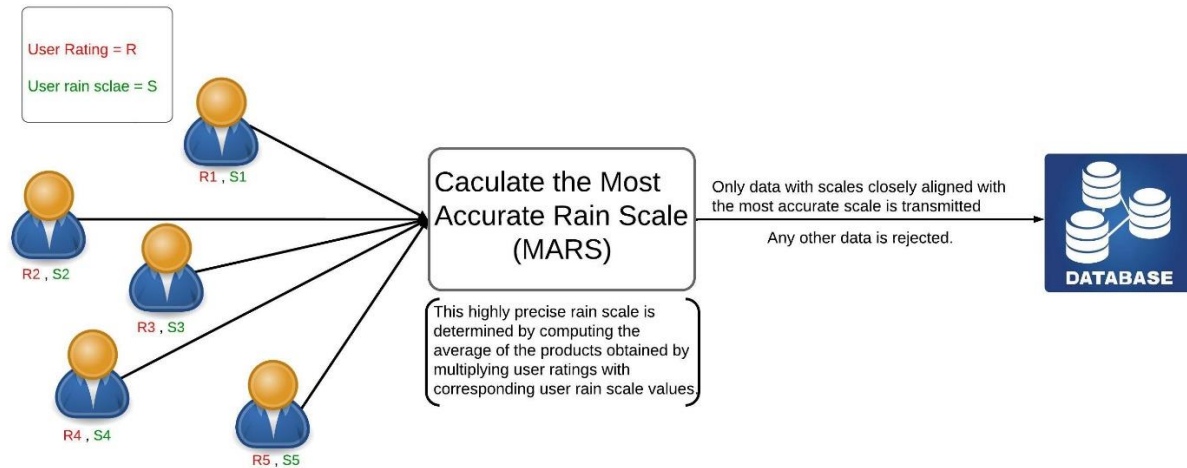 User Rating = R
User rain sclae = S
R1 , S1
R2 , S2
R3 , S3
R4 , S4
R5 , S5
Caculate the Most
Accurate Rain Scale
(MARS)
This highly precise rain scale is
determined by computing the
average of the products obtained by
multiplying user ratings with
corresponding user rain scale values.
Only data with scales closely aligned with
the most accurate scale is transmitted
Any other data is rejected.
DATABASE